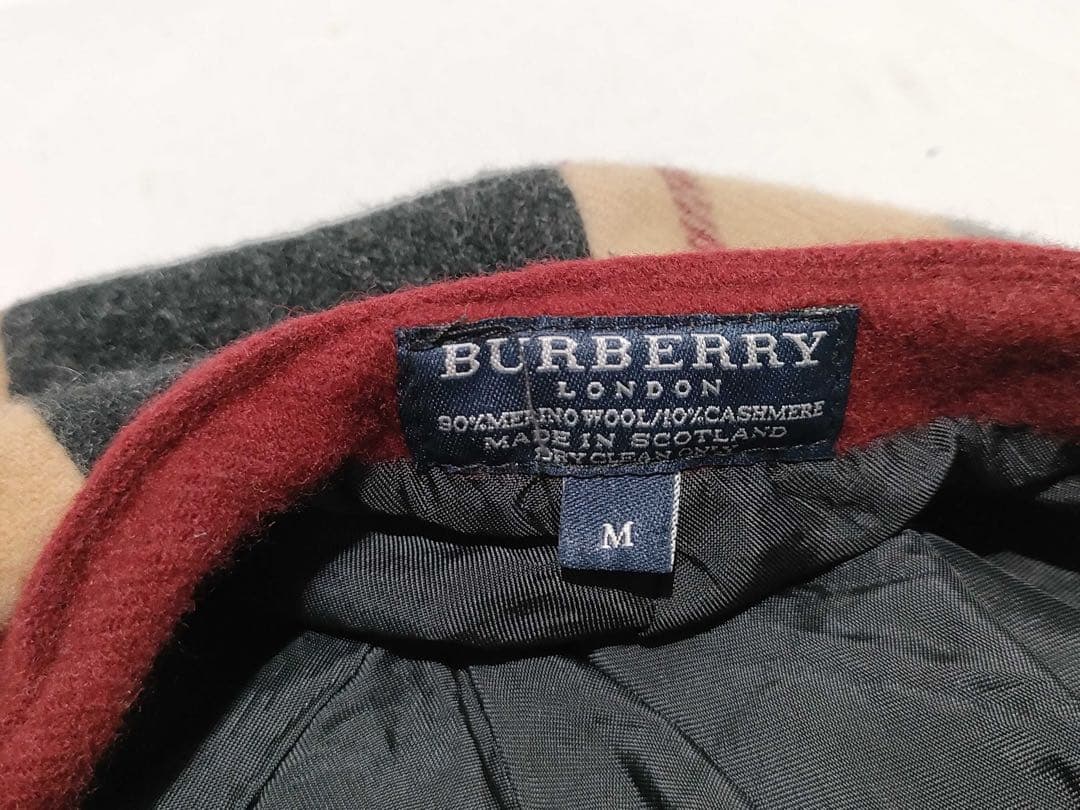 BURBERRY
LONDON
90%MERINO WOOL/10%CASHMERE
MADE IN SCOTLAND
DRY CLEAN ONLY
M